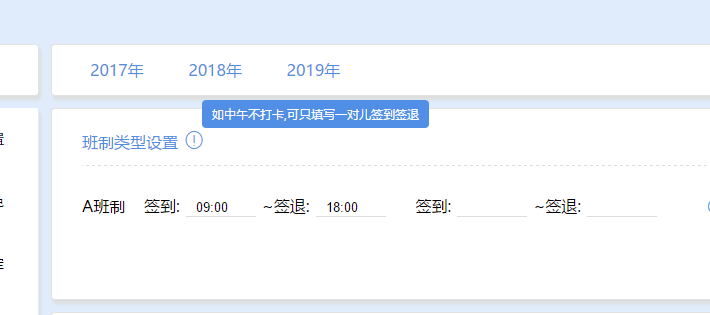 2017年 2018年 2019年
如中午不打卡,可只填写一对儿签到签退
班制类型设置
A班制 签到: 09:00 ~签退: 18:00 签到: ~签退: